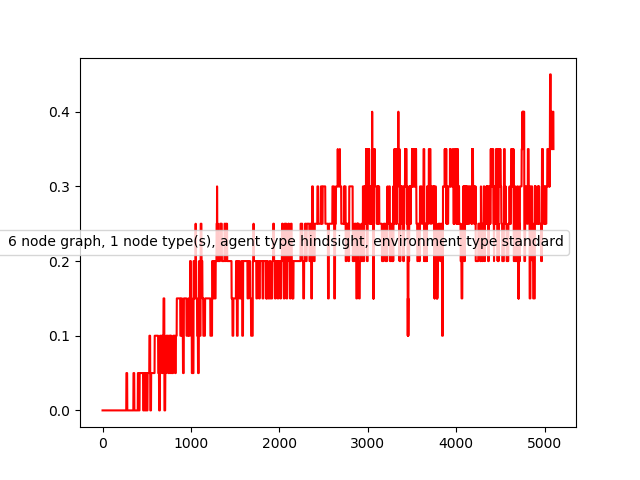 0.4
0.3
6 node graph, 1 node type(s), agent type hindsight, environment type standard
0.2
0.1
0.0
0 1000 2000 3000 4000 5000